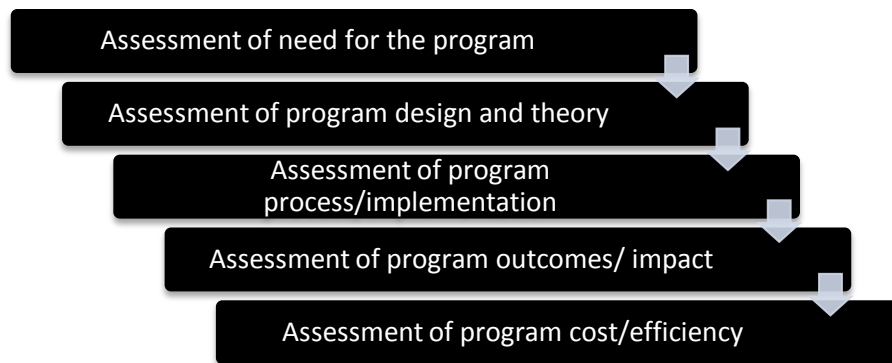 Assessment of need for the program
Assessment of program design and theory
Assessment of program
process/implementation
Assessment of program outcomes/ impact
Assessment of program cost/efficiency